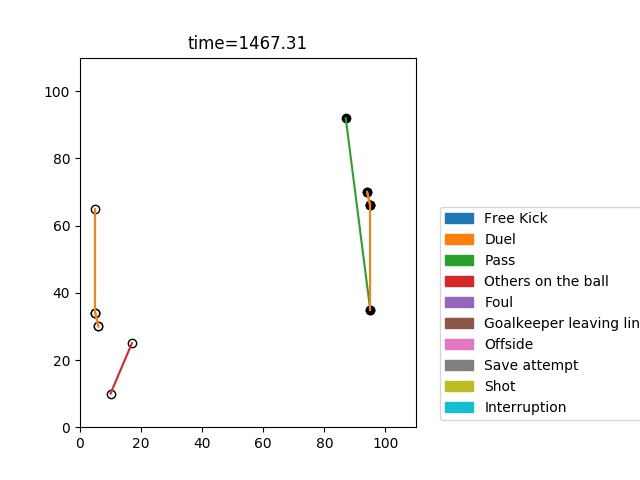 time=1467.31
100
80
60
40
20
0
0 20 40 60 80 100
Free Kick
Duel
Pass
Others on the ball
Foul
Goalkeeper leaving lin
Offside
Save attempt
Shot
Interruption